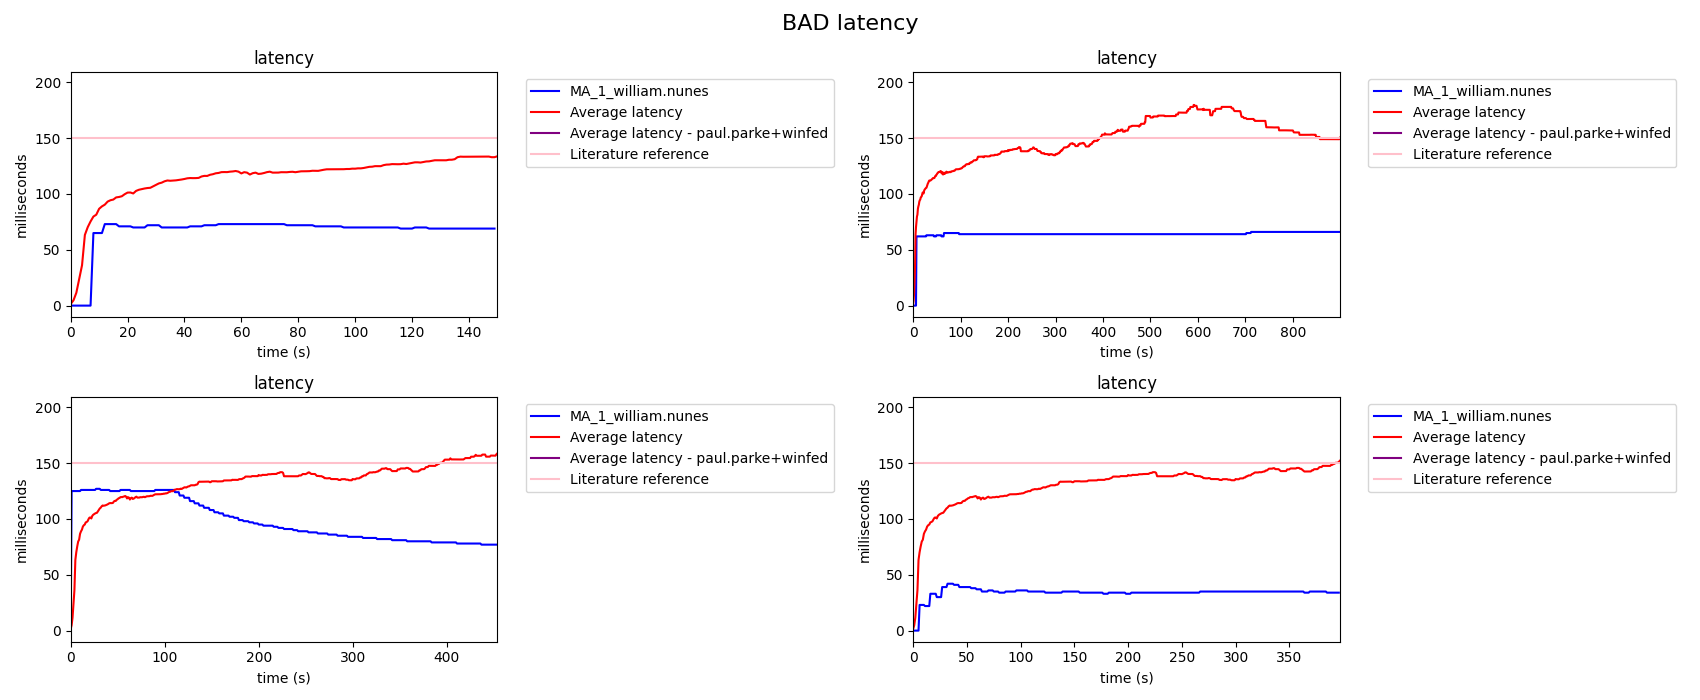 BAD latency
latency
200
150
100
50
0
milliseconds
0 20 40 60 80 100 120 140
time (s)
MA_1_william.nunes
Average latency
Average latency - paul.parke+winfed
Literature reference
latency
200
150
100
50
0
milliseconds
0 100 200 300 400 500 600 700 800
time (s)
MA_1_william.nunes
Average latency
Average latency - paul.parke+winfed
Literature reference
latency
200
150
100
50
0
milliseconds
0 100 200 300 400
time (s)
MA_1_william.nunes
Average latency
Average latency - paul.parke+winfed
Literature reference
latency
200
150
100
50
0
milliseconds
0 50 100 150 200 250 300 350
time (s)
MA_1_william.nunes
Average latency
Average latency - paul.parke+winfed
Literature reference